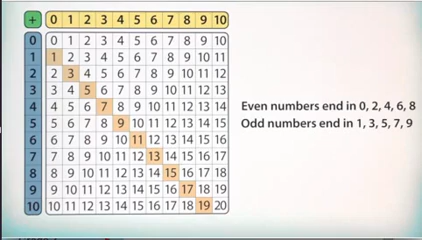 + 0 1 2 3 4 5 6 7 8 9 10
0 0 1 2 3 4 5 6 7 8 9 10
1 1 2 3 4 5 6 7 8 9 10 11
2 2 3 4 5 6 7 8 9 10 11 12
3 3 4 5 6 7 8 9 10 11 12 13
4 4 5 6 7 8 9 10 11 12 13 14
5 5 6 7 8 9 10 11 12 13 14 15
6 6 7 8 9 10 11 12 13 14 15 16
7 7 8 9 10 11 12 13 14 15 16 17
8 8 9 10 11 12 13 14 15 16 17 18
9 9 10 11 12 13 14 15 16 17 18 19
10 10 11 12 13 14 15 16 17 18 19 20
Even numbers end in 0, 2, 4, 6, 8
Odd numbers end in 1, 3, 5, 7, 9